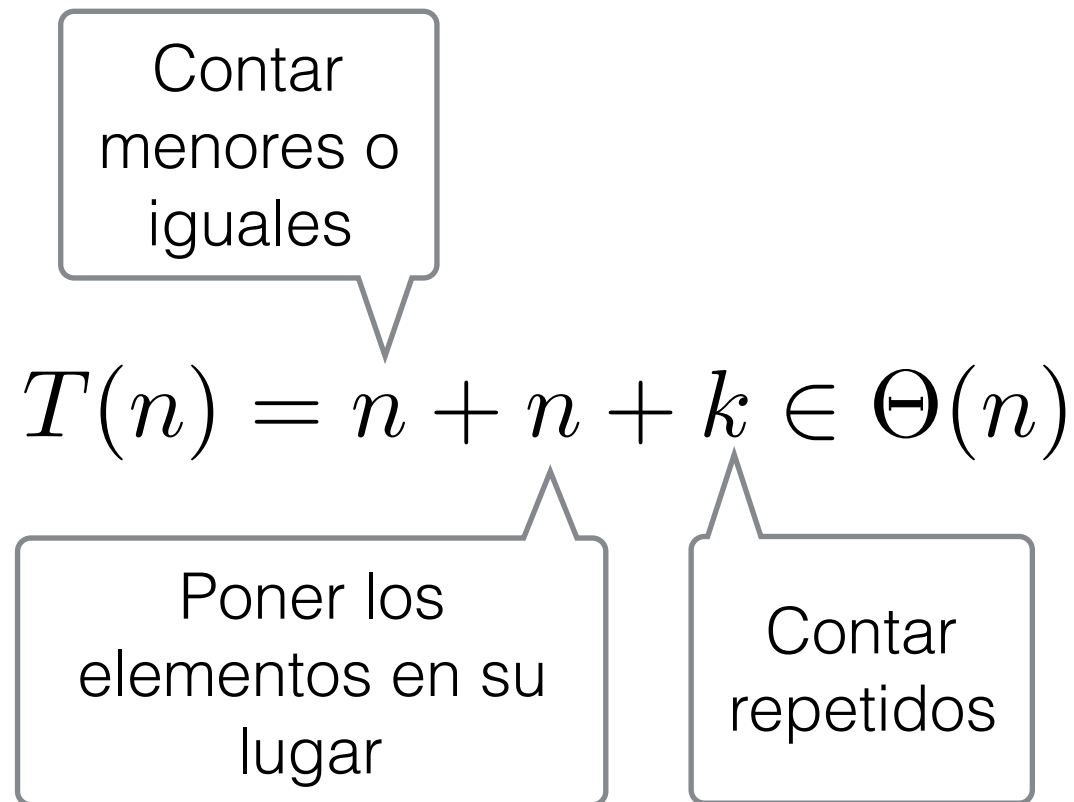 Contar
menores o
iguales
T(n) = n + n + k ∈ Θ(n)
Poner los
elementos en su
lugar
Contar
repetidos